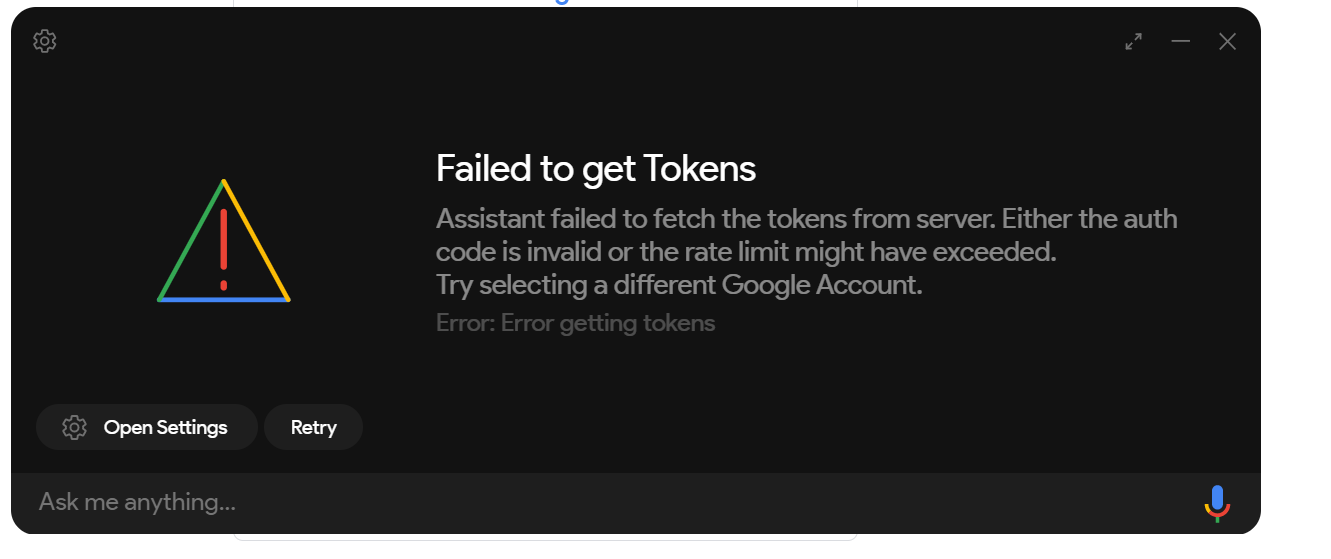 Failed to get Tokens
Assistant failed to fetch the tokens from server. Either the auth
code is invalid or the rate limit might have exceeded.
Try selecting a different Google Account.
Error: Error getting tokens
Open Settings
Retry
Ask me anything...